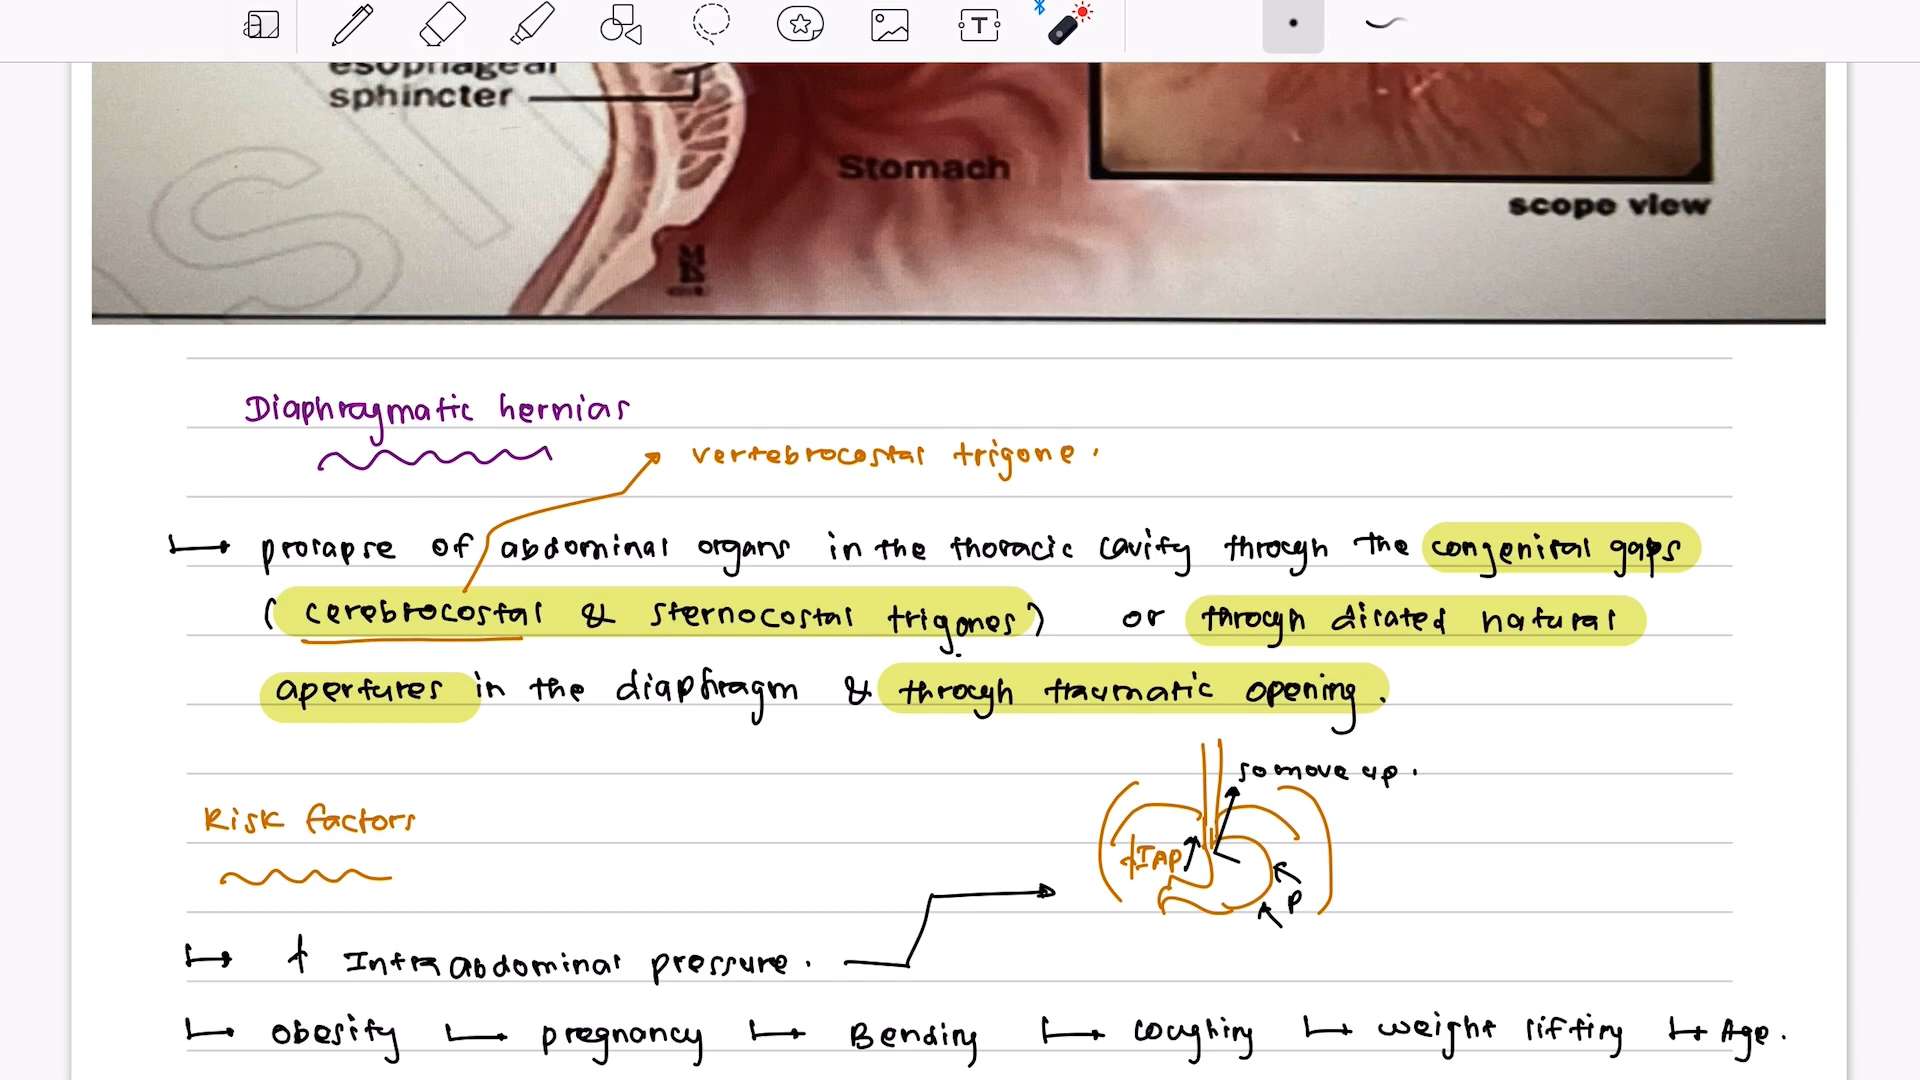 esophageal
sphincter
Stomach
scope view
Diaphragmatic hernias
vertebrocostal trigone.
prolapse of abdominal organs in the thoracic cavity through the congenital gaps
(cerebrocostal & sternocostal trigones) or through dilated natural
apertures in the diaphragm & through traumatic opening.
so move up.
Risk factors
↑IAP
P
↑ Intra abdominal pressure.
obesity pregnancy Bending coughing weight lifting Age.